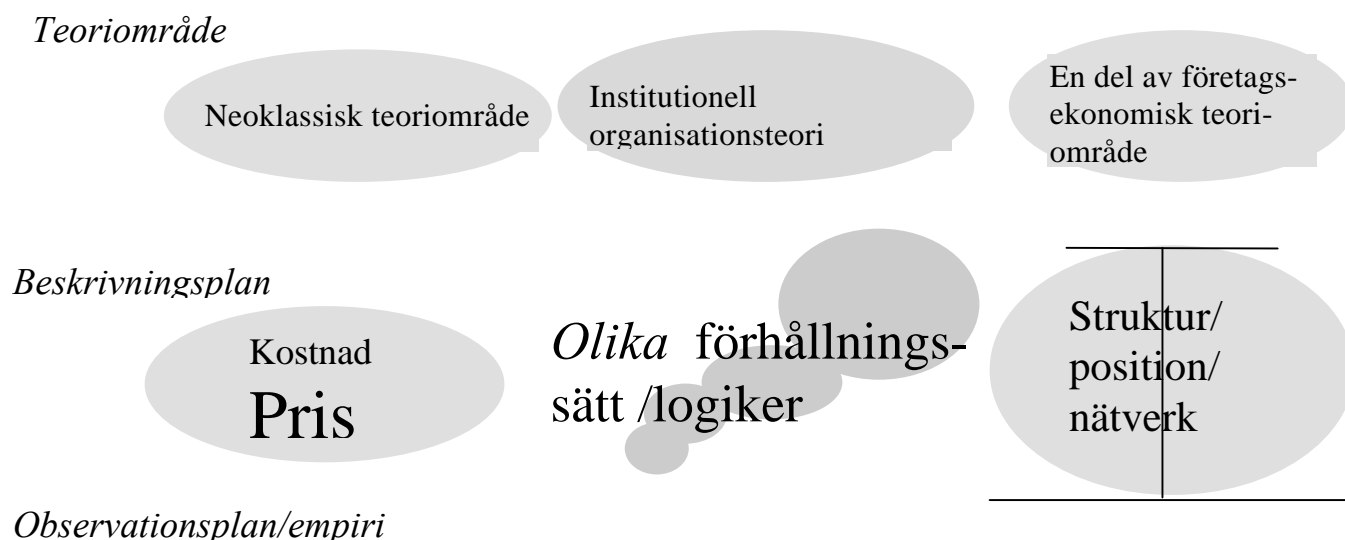 Teoriområde
Neoklassisk teoriområde
Institutionell
organisationsteori
En del av företags-
ekonomisk teori-
område
Beskrivningsplan
Kostnad
Pris
Olika förhållnings-
sätt /logiker
Struktur/
position/
nätverk
Observationsplan/empiri